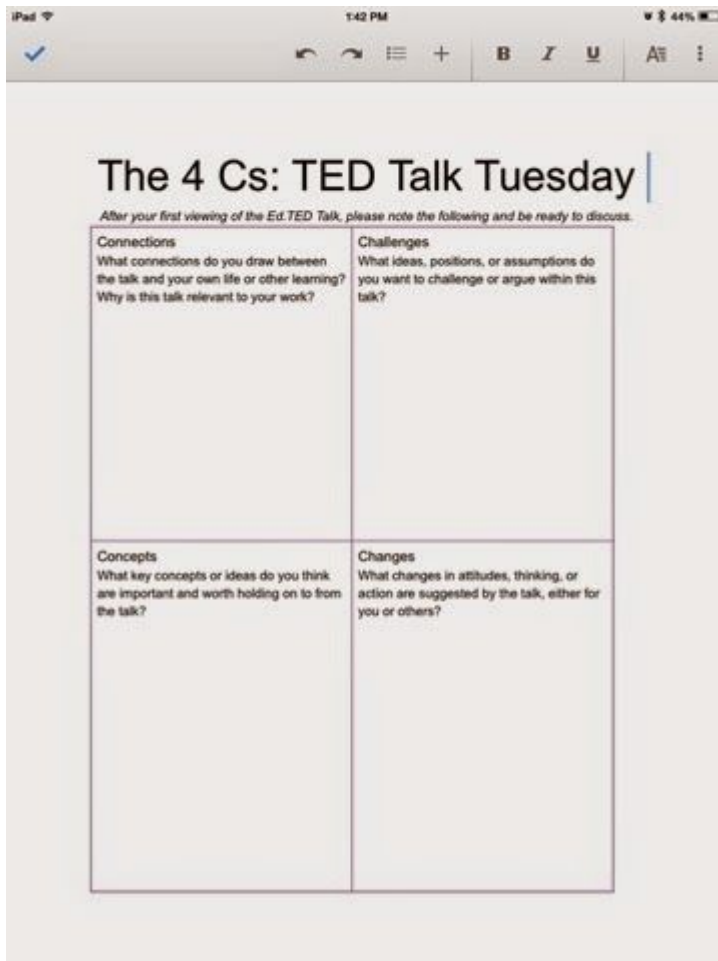 iPad 1:42 PM 44%
B I U A
The 4 Cs: TED Talk Tuesday
After your first viewing of the Ed.TED Talk, please note the following and be ready to discuss.
Connections
What connections do you draw between
the talk and your own life or other learning?
Why is this talk relevant to your work?
Challenges
What ideas, positions, or assumptions do
you want to challenge or argue within this
talk?
Concepts
What key concepts or ideas do you think
are important and worth holding on to from
the talk?
Changes
What changes in attitudes, thinking, or
action are suggested by the talk, either for
you or others?